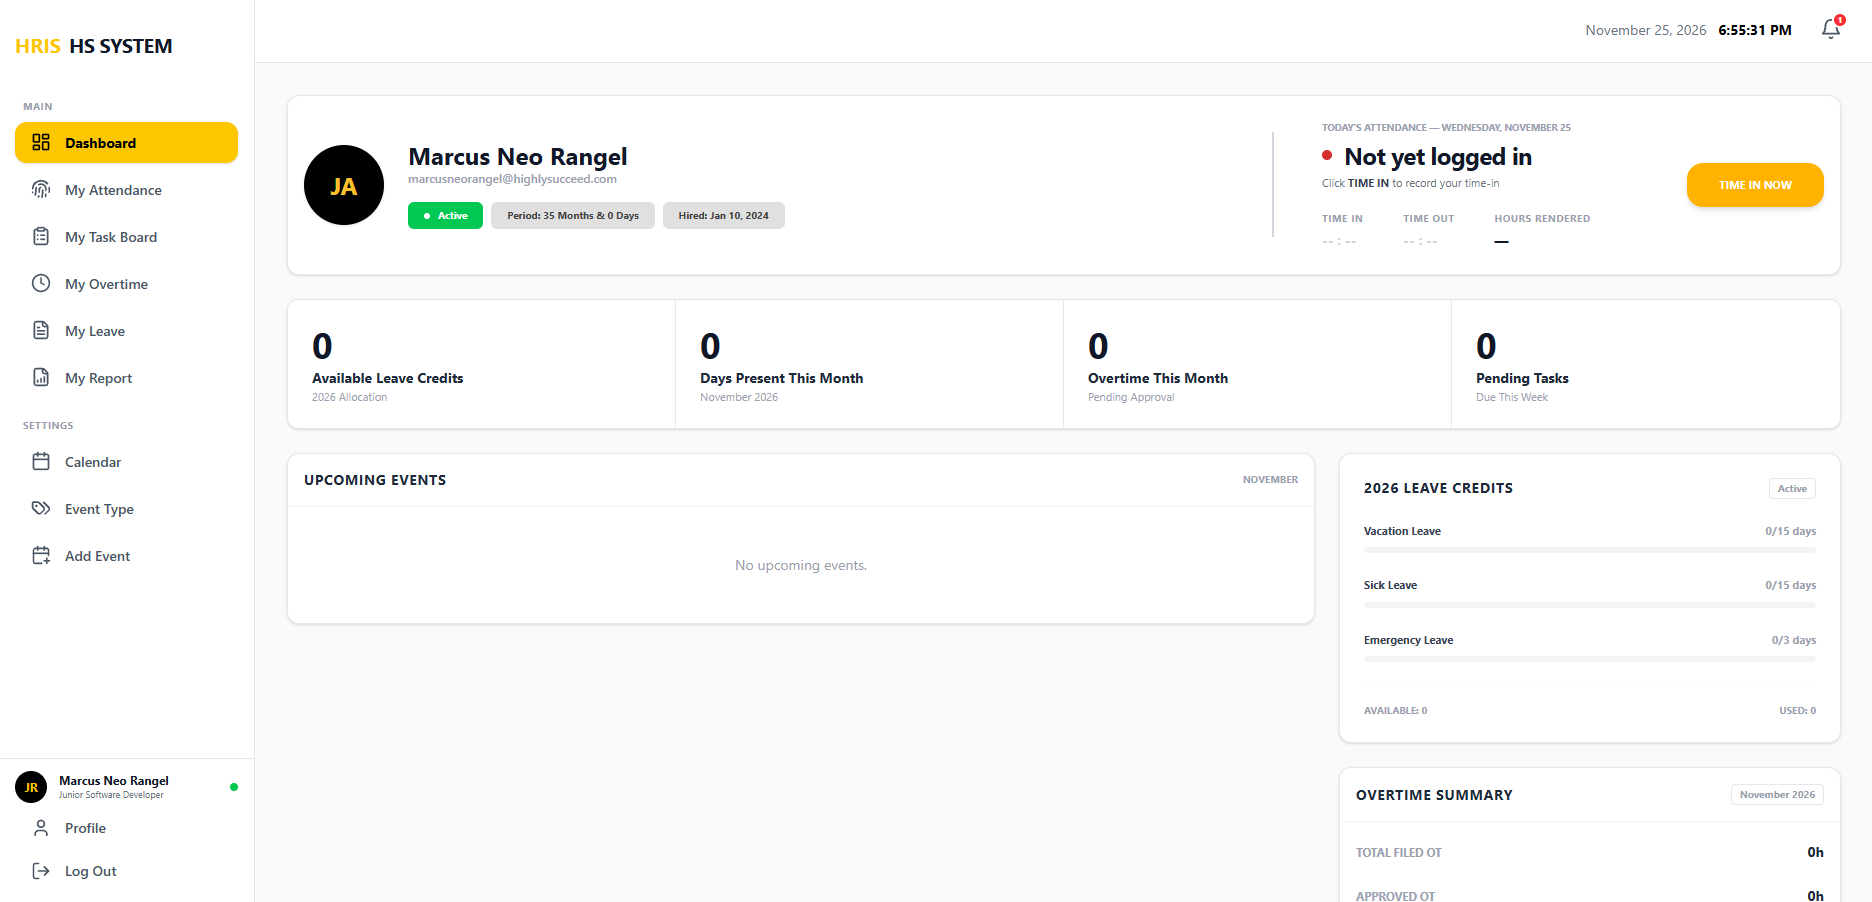 HRIS HS SYSTEM
November 25, 2026 6:55:31 PM
1
MAIN
Dashboard
My Attendance
My Task Board
My Overtime
My Leave
My Report
SETTINGS
Calendar
Event Type
Add Event
JR
Marcus Neo Rangel
Junior Software Developer
Profile
Log Out
JA
Marcus Neo Rangel
marcusneorangel@highlysucceed.com
Active
Period: 35 Months & 0 Days
Hired: Jan 10, 2024
TODAY'S ATTENDANCE — WEDNESDAY, NOVEMBER 25
Not yet logged in
Click TIME IN to record your time-in
TIME IN TIME OUT HOURS RENDERED
-- : -- -- : -- —
TIME IN NOW
0
Available Leave Credits
2026 Allocation
0
Days Present This Month
November 2026
0
Overtime This Month
Pending Approval
0
Pending Tasks
Due This Week
UPCOMING EVENTS NOVEMBER
No upcoming events.
2026 LEAVE CREDITS Active
Vacation Leave 0/15 days
Sick Leave 0/15 days
Emergency Leave 0/3 days
AVAILABLE: 0 USED: 0
OVERTIME SUMMARY November 2026
TOTAL FILED OT 0h
APPROVED OT 0h